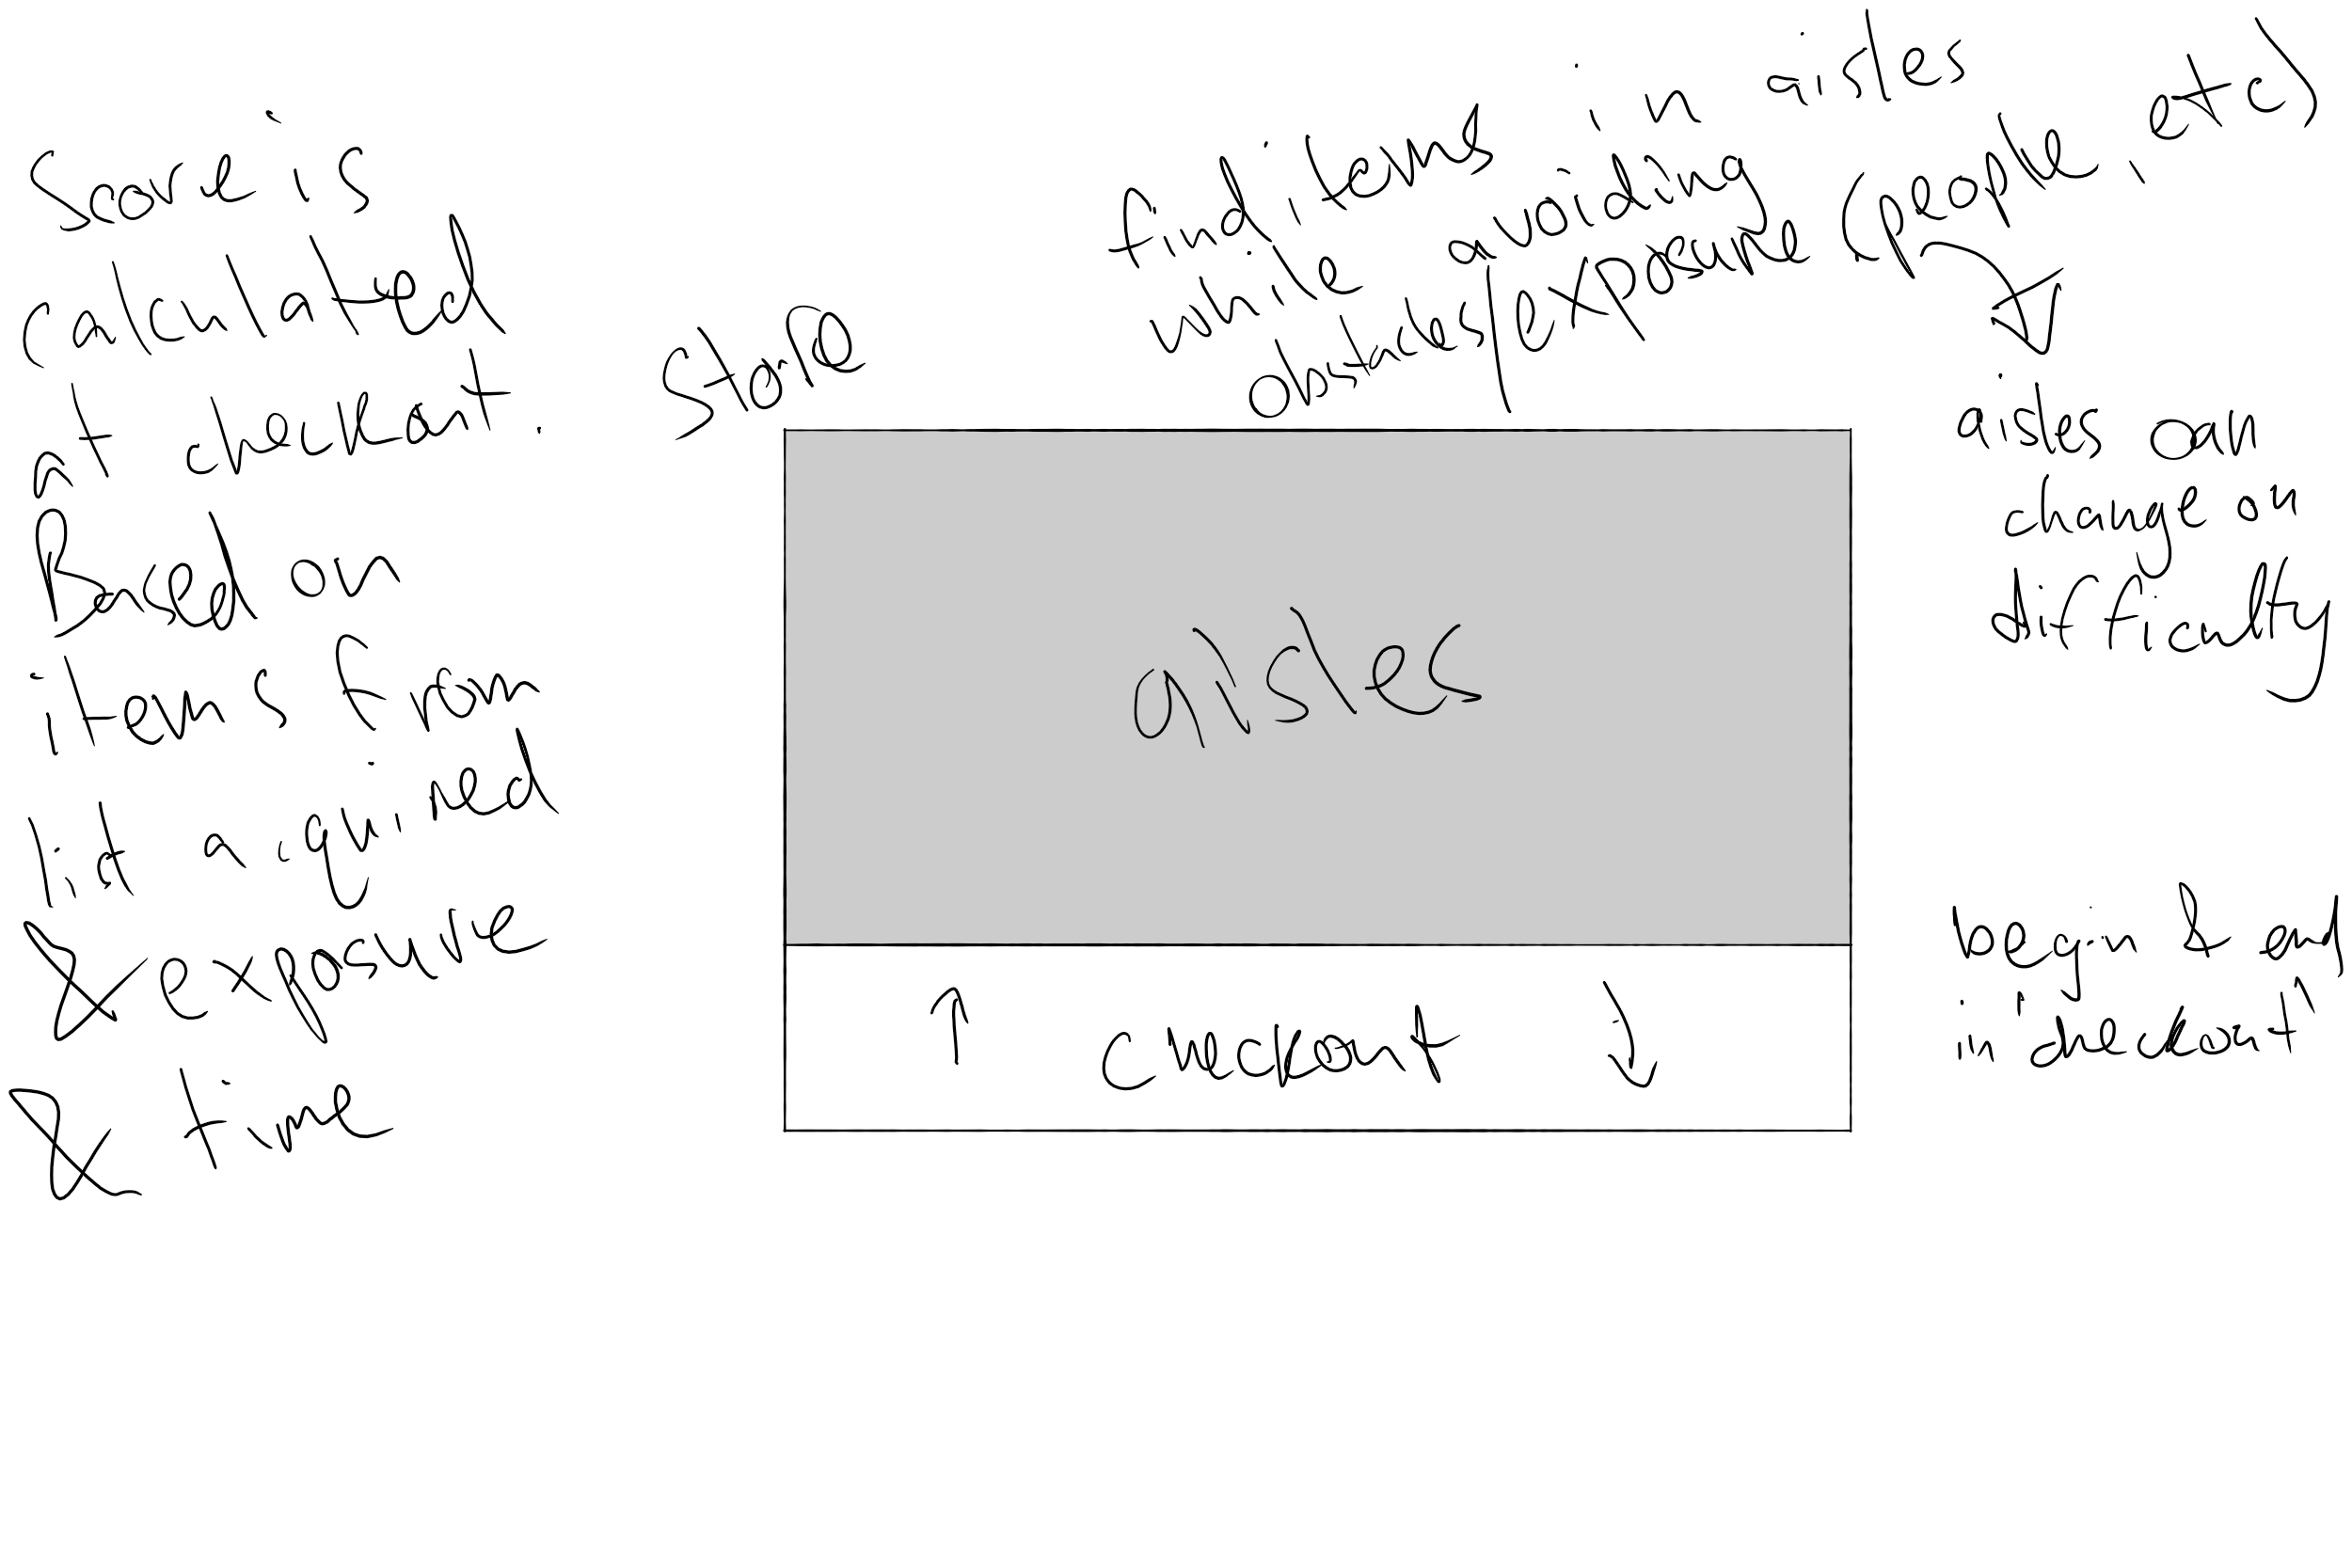 Score is
calculated
at checkout.
Based on
items from
list acquired
& exposure
& time
Store
find items in aisles
while avoiding
obstacles/exposure (people etc)
aisles can
change on
difficulty
aisles
checkout
begin & end
in "checkout"